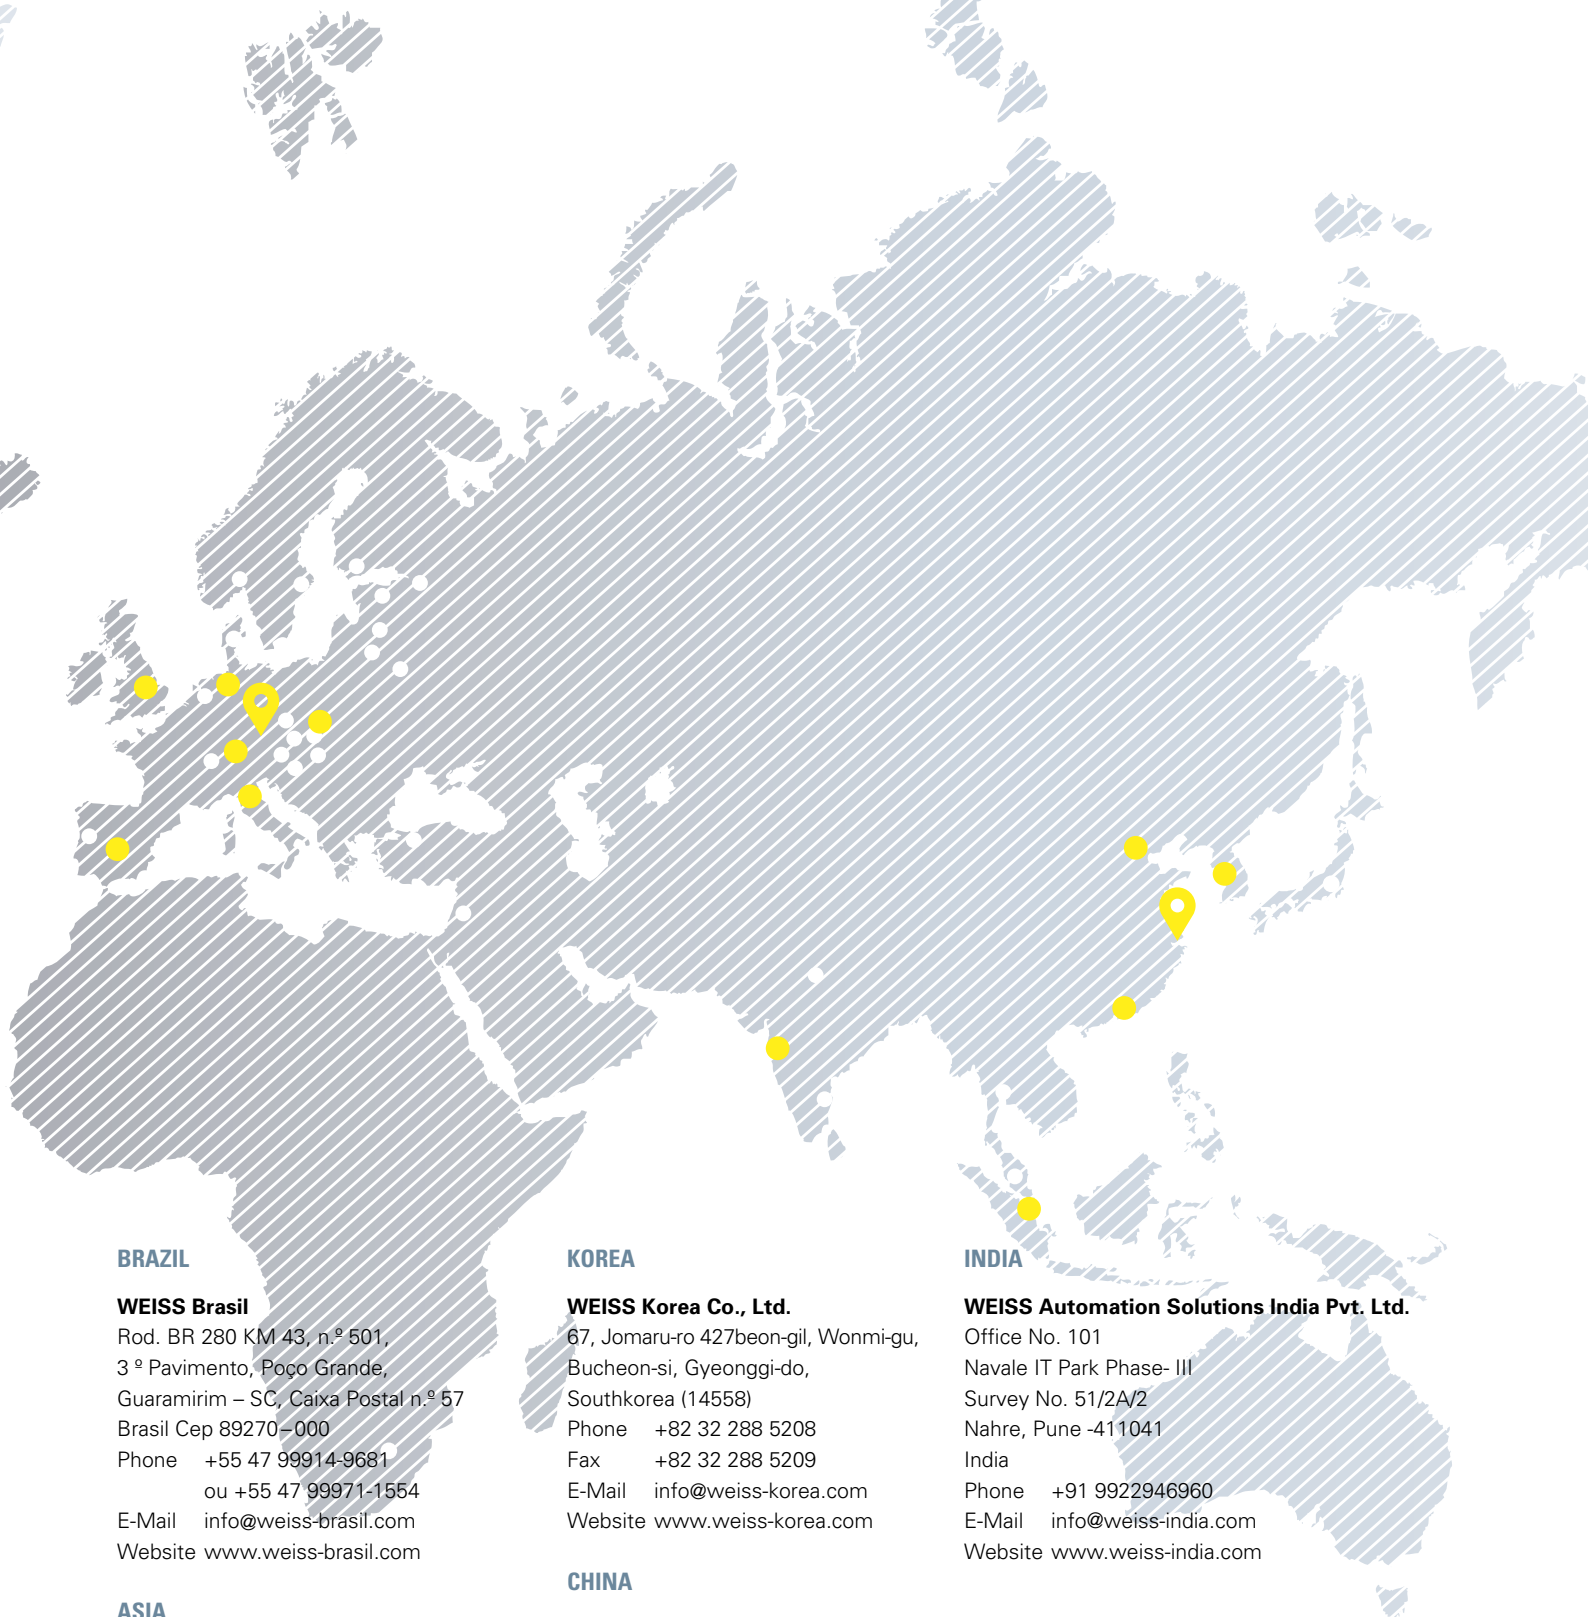 BRAZIL
WEISS Brasil
Rod. BR 280 KM 43, n.º 501,
3 º Pavimento, Poço Grande,
Guaramirim – SC, Caixa Postal n.º 57
Brasil Cep 89270–000
Phone +55 47 99914-9681
ou +55 47 99971-1554
E-Mail info@weiss-brasil.com
Website www.weiss-brasil.com
ASIA
KOREA
WEISS Korea Co., Ltd.
67, Jomaru-ro 427beon-gil, Wonmi-gu,
Bucheon-si, Gyeonggi-do,
Southkorea (14558)
Phone +82 32 288 5208
Fax +82 32 288 5209
E-Mail info@weiss-korea.com
Website www.weiss-korea.com
CHINA
INDIA
WEISS Automation Solutions India Pvt. Ltd.
Office No. 101
Navale IT Park Phase- III
Survey No. 51/2A/2
Nahre, Pune -411041
India
Phone +91 9922946960
E-Mail info@weiss-india.com
Website www.weiss-india.com